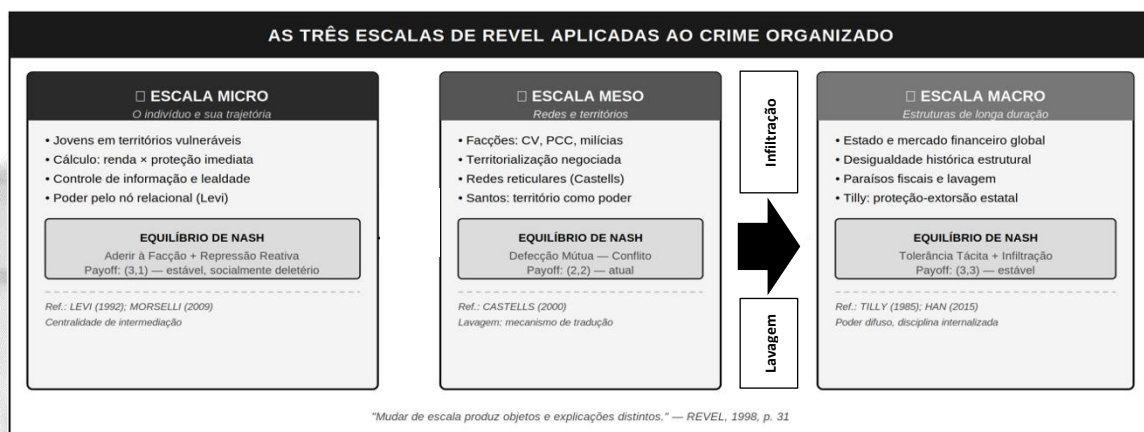 AS TRÊS ESCALAS DE REVEL APLICADAS AO CRIME ORGANIZADO
ESCALA MICRO
O indivíduo e sua trajetória
• Jovens em territórios vulneráveis
• Cálculo: renda × proteção imediata
• Controle de informação e lealdade
• Poder pelo nó relacional (Levi)
EQUILÍBRIO DE NASH
Aderir à Facção + Repressão Reativa
Payoff: (3,1) — estável, socialmente deletério
Ref.: LEVI (1992); MORSELLI (2009)
Centralidade de intermediação
ESCALA MESO
Redes e territórios
• Facções: CV, PCC, milícias
• Territorialização negociada
• Redes reticulares (Castells)
• Santos: território como poder
EQUILÍBRIO DE NASH
Defecção Mútua — Conflito
Payoff: (2,2) — atual
Ref.: CASTELLS (2000)
Lavagem: mecanismo de tradução
Infiltração
Lavagem
ESCALA MACRO
Estruturas de longa duração
• Estado e mercado financeiro global
• Desigualdade histórica estrutural
• Paraísos fiscais e lavagem
• Tilly: proteção-extorsão estatal
EQUILÍBRIO DE NASH
Tolerância Tácita + Infiltração
Payoff: (3,3) — estável
Ref.: TILLY (1985); HAN (2015)
Poder difuso, disciplina internalizada
"Mudar de escala produz objetos e explicações distintos." — REVEL, 1998, p. 31